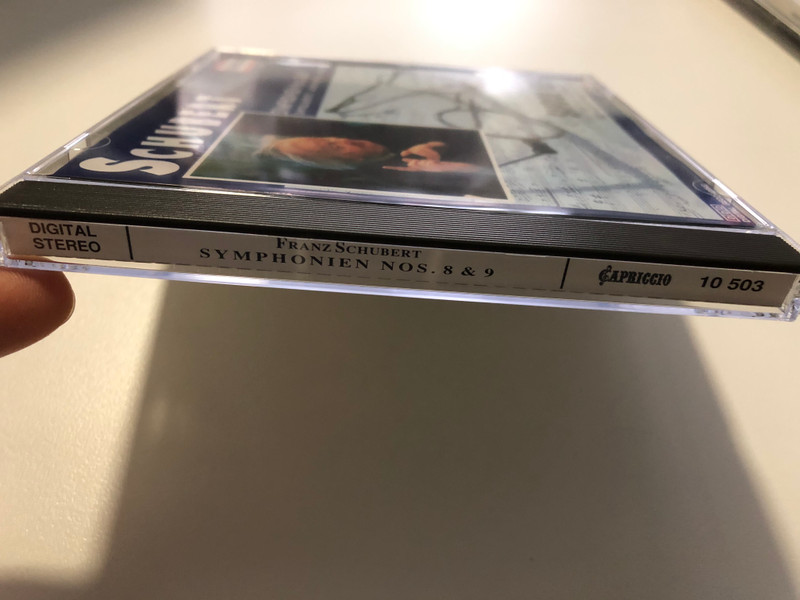 SCHUBERT
DIGITAL
STEREO
FRANZ SCHUBERT
SYMPHONIEN NOS. 8 & 9
CAPRICCIO
10 503